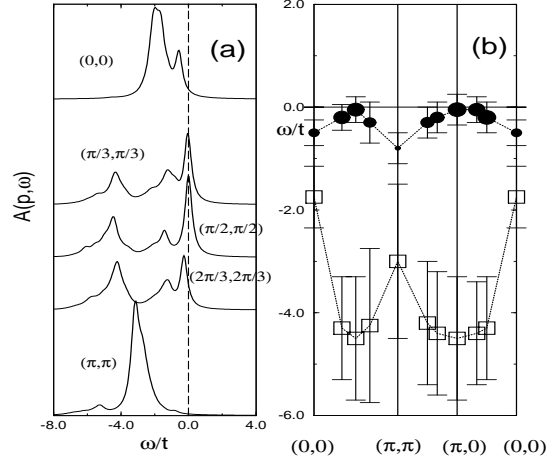 (a)
(0,0)
(π/3,π/3)
(π/2,π/2)
(2π/3,2π/3)
(π,π)
A(p,ω)
-8.0 -4.0 0.0 4.0
ω/t
(b)
2.0
0.0
ω/t
-2.0
-4.0
-6.0
(0,0) (π,π) (π,0) (0,0)